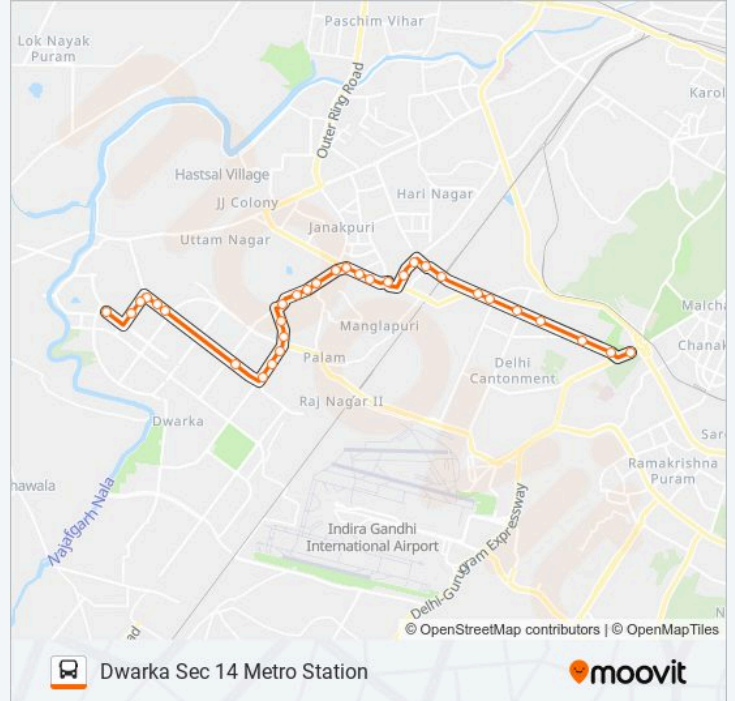 Paschim Vihar
Lok Nayak
Puram
Karol
Outer Ring Road
Hastsal Village
Hari Nagar
JJ Colony
Janakpuri
Uttam Nagar
Malcha
Manglapuri
Chanak
Palam
Delhi
Cantonment
Raj Nagar II
Dwarka
Sar
Ramakrishna
Puram
hawala
Najafgarh Nala
Indira Gandhi
International Airport
Delhi-Gurugram Expressway
N
ad
© OpenStreetMap contributors | © OpenMapTiles
Dwarka Sec 14 Metro Station
moovit